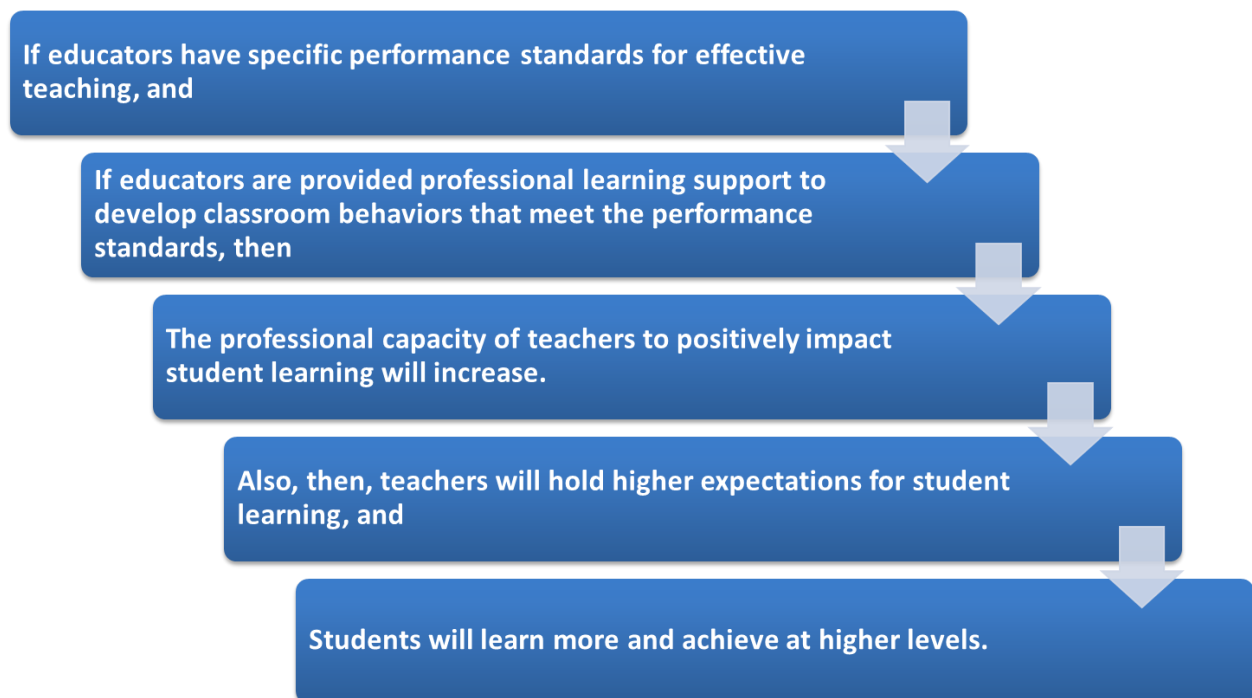 If educators have specific performance standards for effective
teaching, and
If educators are provided professional learning support to
develop classroom behaviors that meet the performance
standards, then
The professional capacity of teachers to positively impact
student learning will increase.
Also, then, teachers will hold higher expectations for student
learning, and
Students will learn more and achieve at higher levels.